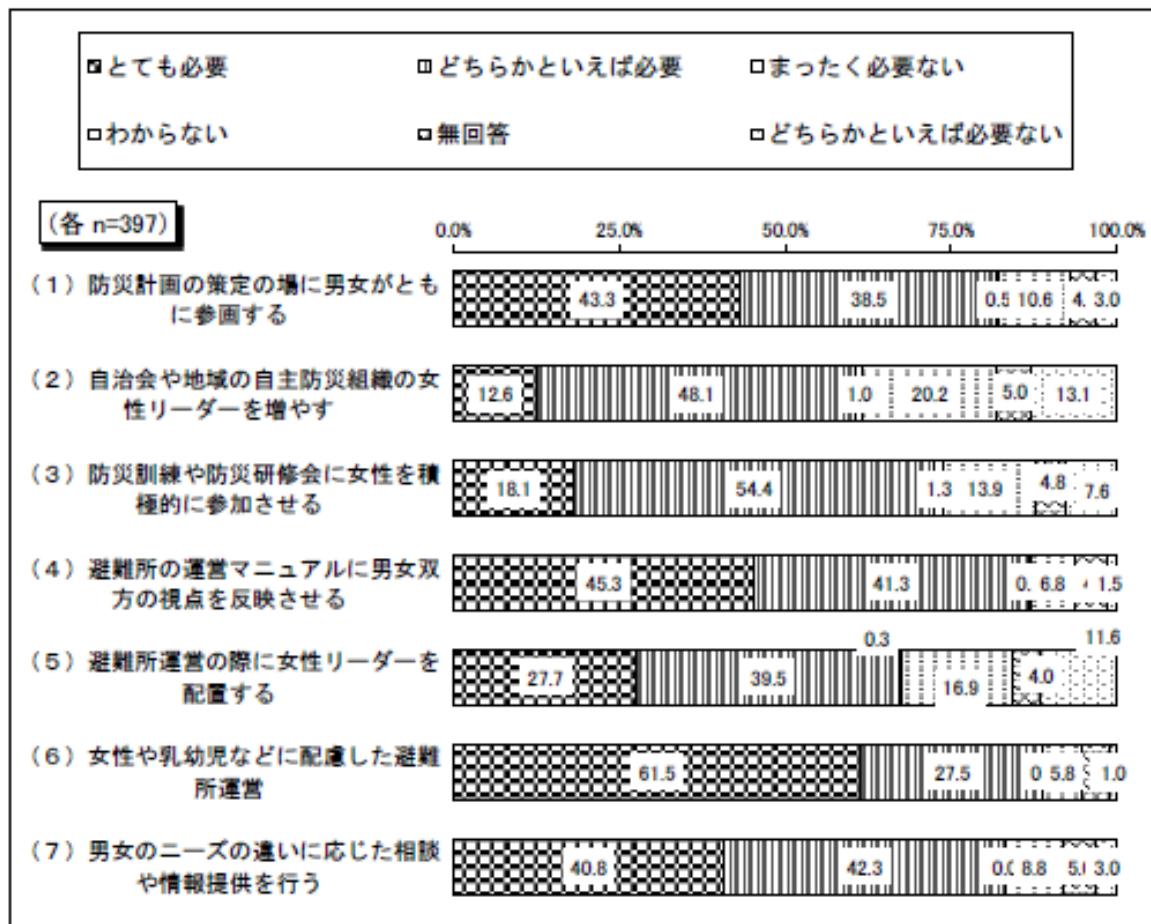 とても必要 どちらかといえば必要 まったく必要ない
わからない 無回答 どちらかといえば必要ない
(各 n=397)
0.0% 25.0% 50.0% 75.0% 100.0%
(1)防災計画の策定の場に男女がとも
に参画する
43.3 38.5 0.5 10.6 3.0
(2)自治会や地域の自主防災組織の女
性リーダーを増やす
12.6 48.1 1.0 20.2 5.0 13.1
(3)防災訓練や防災研修会に女性を積
極的に参加させる
18.1 54.4 1.3 13.9 4.8 7.6
(4)避難所の運営マニュアルに男女双
方の視点を反映させる
45.3 41.3 6.8 1.5
(5)避難所運営の際に女性リーダーを
配置する
27.7 39.5 0.3 16.9 4.0 11.6
(6)女性や乳幼児などに配慮した避難
所運営
61.5 27.5 5.8 1.0
(7)男女のニーズの違いに応じた相談
や情報提供を行う
40.8 42.3 8.8 3.0